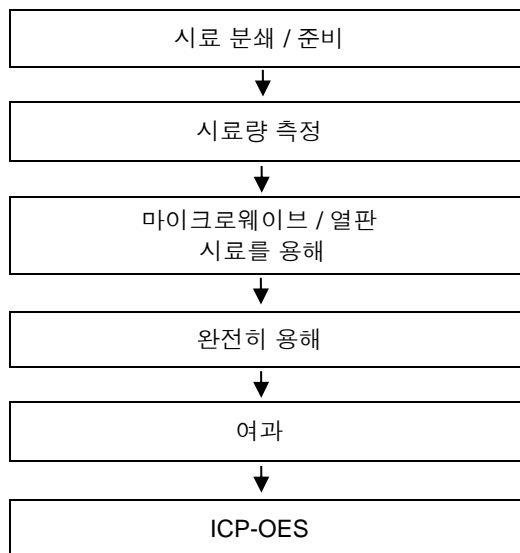 시료 분쇄 / 준비
시료량 측정
마이크로웨이브 / 열판
시료를 용해
완전히 용해
여과
ICP-OES